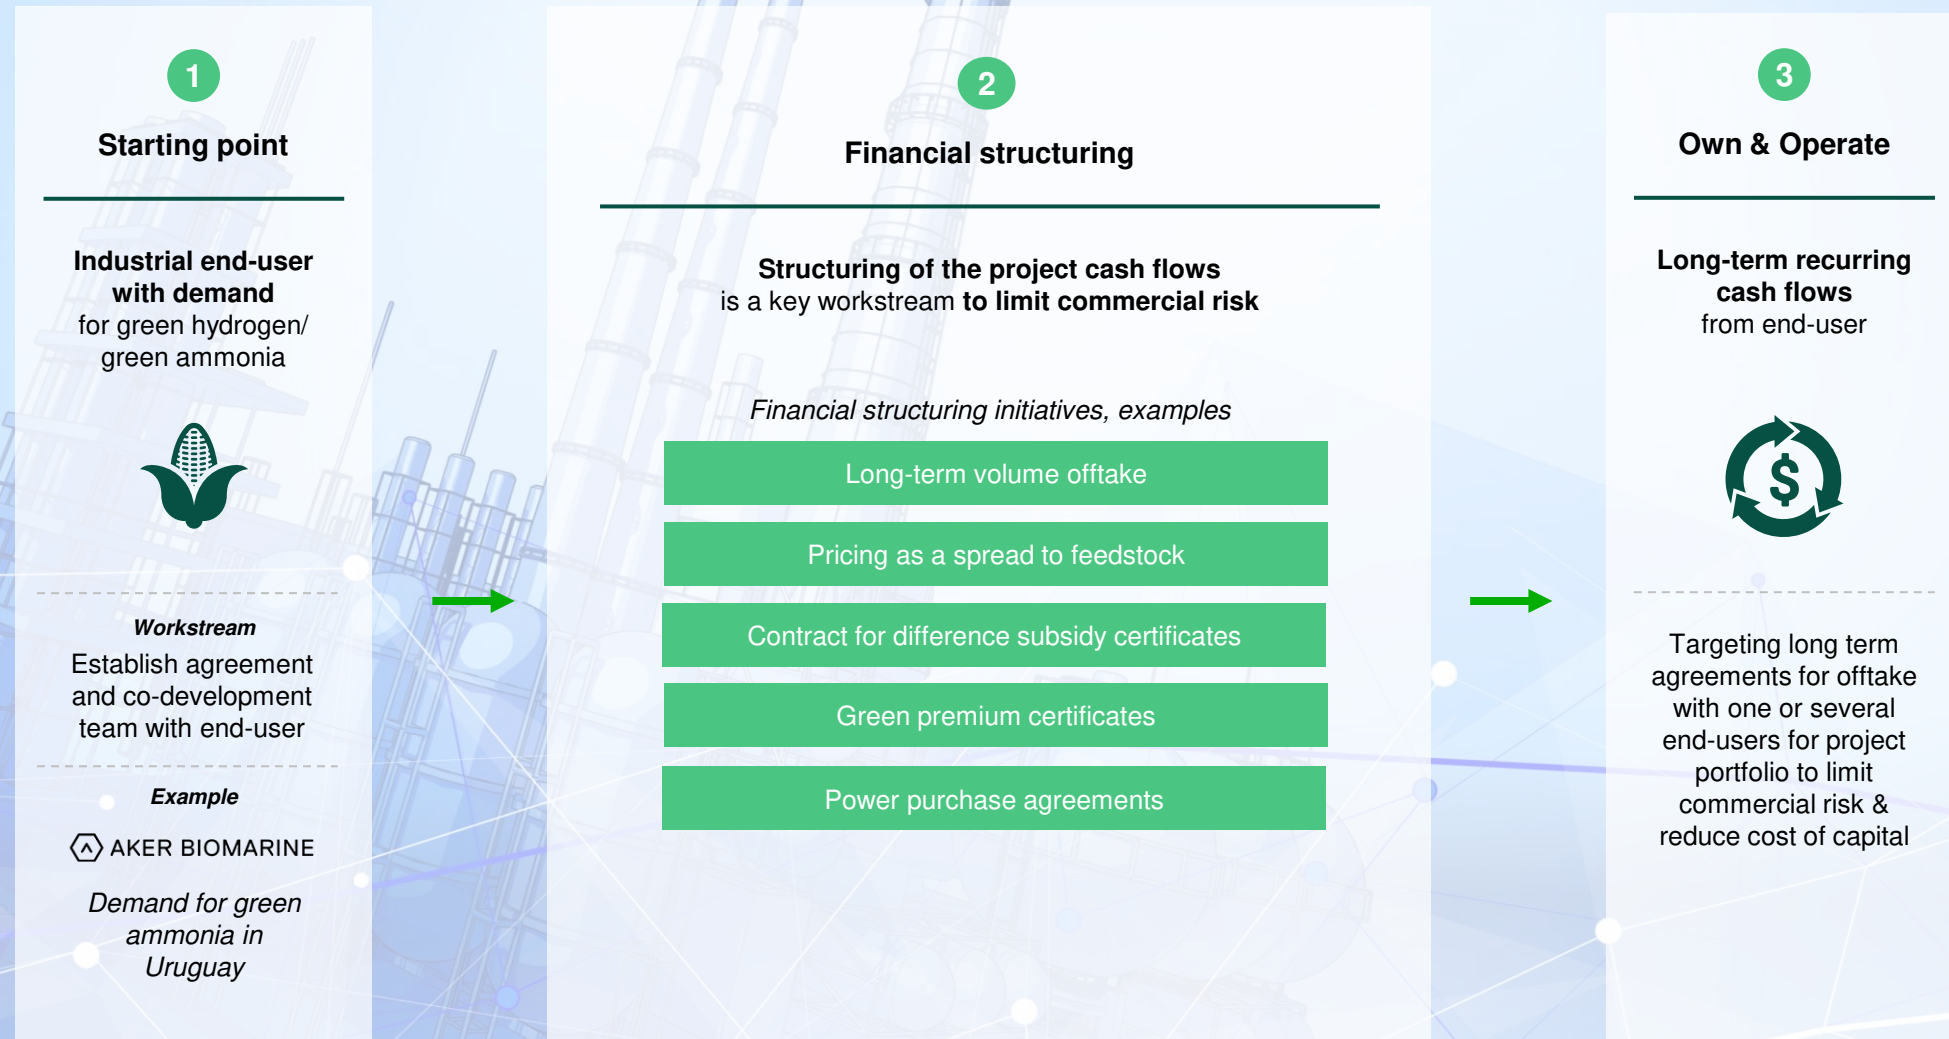 1
Starting point
Industrial end-user
with demand
for green hydrogen/
green ammonia
Workstream
Establish agreement
and co-development
team with end-user
Example
AKER BIOMARINE
Demand for green
ammonia in
Uruguay
2
Financial structuring
Structuring of the project cash flows
is a key workstream to limit commercial risk
Financial structuring initiatives, examples
Long-term volume offtake
Pricing as a spread to feedstock
Contract for difference subsidy certificates
Green premium certificates
Power purchase agreements
3
Own & Operate
Long-term recurring
cash flows
from end-user
$
Targeting long term
agreements for offtake
with one or several
end-users for project
portfolio to limit
commercial risk &
reduce cost of capital